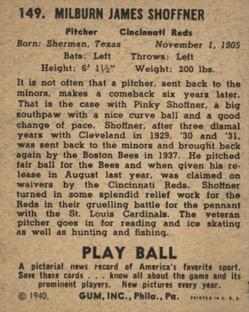 149. MILBURN JAMES SHOFFNER
Pitcher Cincinnati Reds
Born: Sherman, Texas November 1, 1905
Bats: Left Throws: Left
Height: 6' 1½" Weight: 200 lbs.
It is not often that a pitcher, sent back to the
minors, makes a comeback six years later.
That is the case with Pinky Shoffner, a big
southpaw with a nice curve ball and a good
change of pace. Shoffner, after three dismal
years with Cleveland in 1929, '30 and '31,
was sent back to the minors and brought back
again by the Boston Bees in 1937. He pitched
fair ball for the Bees and when given his re-
lease in August last year, was claimed on
waivers by the Cincinnati Reds. Shoffner
turned in some splendid relief work for the
Reds in their gruelling battle for the pennant
with the St. Louis Cardinals. The veteran
pitcher goes in for reading and ice skating
as well as hunting and fishing.
PLAY BALL
A pictorial news record of America's favorite sport.
Save these cards . . . know all about the game and its
prominent players. New pictures every year.
© 1940, GUM, INC., Phila., Pa. PRINTED IN U. S. A.